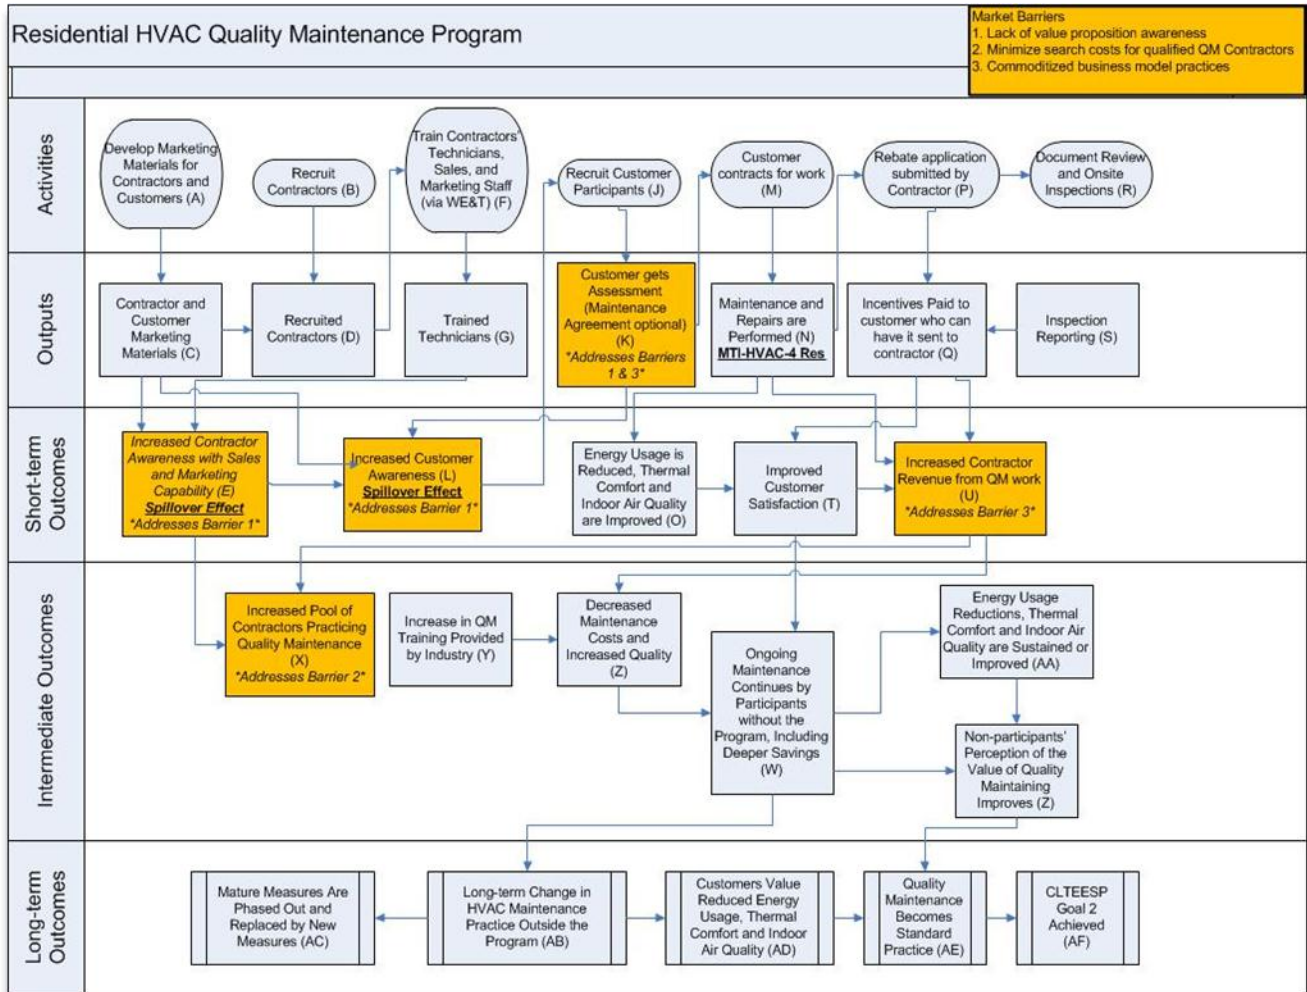 Residential HVAC Quality Maintenance Program
Market Barriers
1. Lack of value proposition awareness
2. Minimize search costs for qualified QM Contractors
3. Commoditized business model practices
Activities
Develop Marketing
Materials for
Contractors and
Customers (A)
Recruit
Contractors (B)
Train Contractors'
Technicians,
Sales, and
Marketing Staff
(via WE&T) (F)
Recruit Customer
Participants (J)
Customer
contracts for work
(M)
Rebate application
submitted by
Contractor (P)
Document Review
and Onsite
Inspections (R)
Outputs
Contractor and
Customer
Marketing
Materials (C)
Recruited
Contractors (D)
Trained
Technicians (G)
Customer gets
Assessment
(Maintenance
Agreement optional)
(K)
*Addresses Barriers
1 & 3*
Maintenance and
Repairs are
Performed (N)
MTI-HVAC-4 Res
Incentives Paid to
customer who can
have it sent to
contractor (Q)
Inspection
Reporting (S)
Short-term
Outcomes
Increased Contractor
Awareness with Sales
and Marketing
Capability (E)
Spillover Effect
*Addresses Barrier 1*
Increased Customer
Awareness (L)
Spillover Effect
*Addresses Barrier 1*
Energy Usage is
Reduced, Thermal
Comfort and
Indoor Air Quality
are Improved (O)
Improved
Customer
Satisfaction (T)
Increased Contractor
Revenue from QM work
(U)
*Addresses Barrier 3*
Intermediate Outcomes
Increased Pool of
Contractors Practicing
Quality Maintenance
(X)
*Addresses Barrier 2*
Increase in QM
Training Provided
by Industry (Y)
Decreased
Maintenance
Costs and
Increased Quality
(Z)
Ongoing
Maintenance
Continues by
Participants
without the
Program, Including
Deeper Savings
(W)
Energy Usage
Reductions, Thermal
Comfort and Indoor Air
Quality are Sustained or
Improved (AA)
Non-participants'
Perception of the
Value of Quality
Maintaining
Improves (Z)
Long-term
Outcomes
Mature Measures Are
Phased Out and
Replaced by New
Measures (AC)
Long-term Change in
HVAC Maintenance
Practice Outside the
Program (AB)
Customers Value
Reduced Energy
Usage, Thermal
Comfort and Indoor
Air Quality (AD)
Quality
Maintenance
Becomes
Standard
Practice (AE)
CLTEESP
Goal 2
Achieved
(AF)